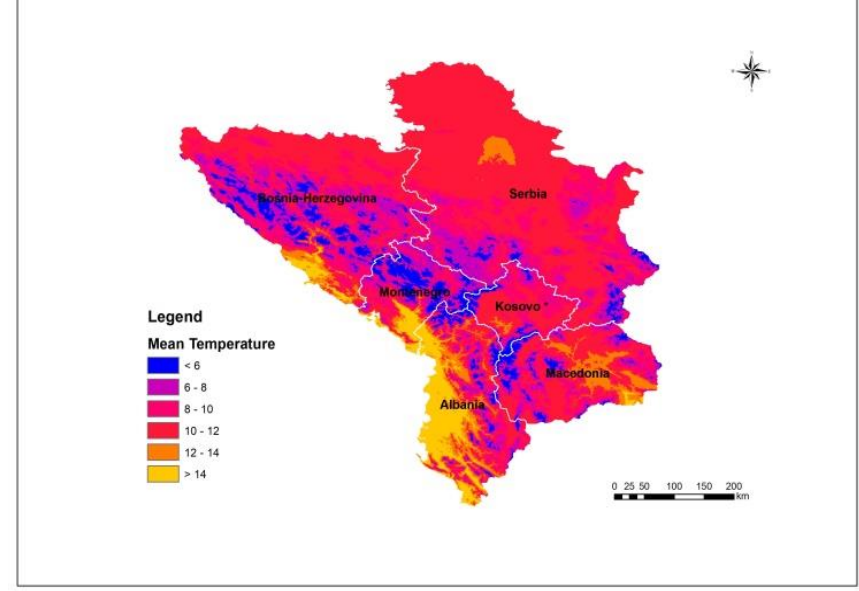 Serbia
Bosnia-Herzegovina
Montenegro
Kosovo *
Macedonia
Albania
Legend
Mean Temperature
< 6
6 - 8
8 - 10
10 - 12
12 - 14
> 14
0 25 50 100 150 200
km